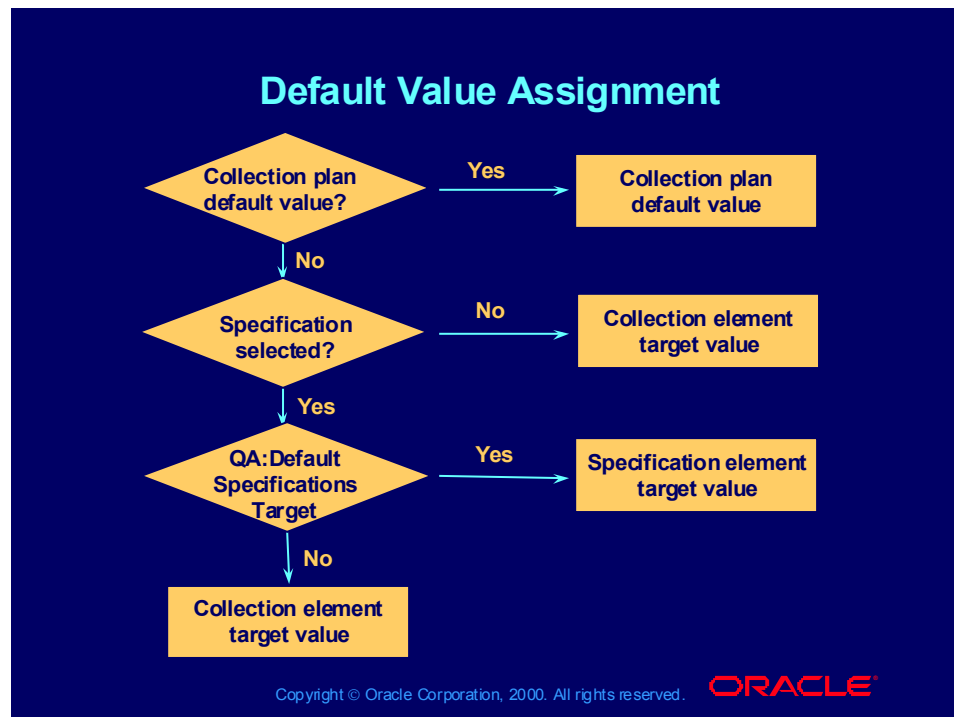 Default Value Assignment
Collection plan
default value?
Yes
Collection plan
default value
No
Specification
selected?
No
Collection element
target value
Yes
QA:Default
Specifications
Target
Yes
Specification element
target value
No
Collection element
target value
Copyright © Oracle Corporation, 2000. All rights reserved.
ORACLE®